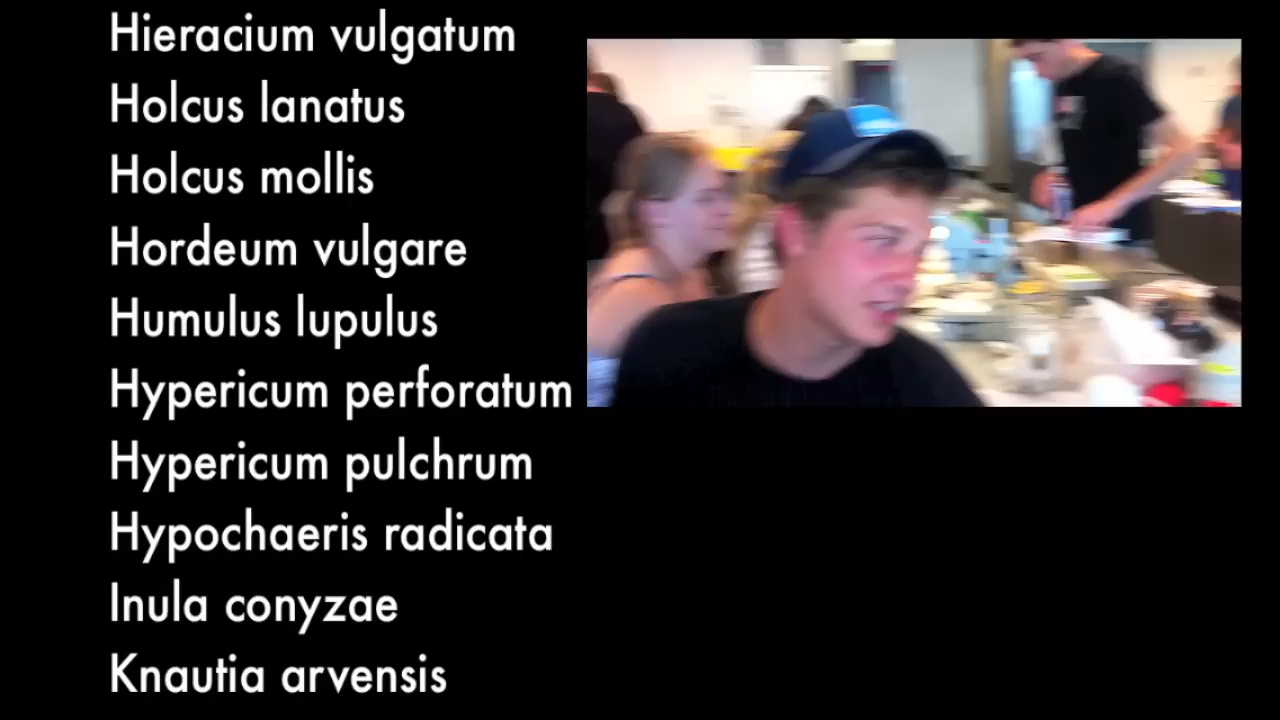 Hieracium vulgatum
Holcus lanatus
Holcus mollis
Hordeum vulgare
Humulus lupulus
Hypericum perforatum
Hypericum pulchrum
Hypochaeris radicata
Inula conyzae
Knautia arvensis